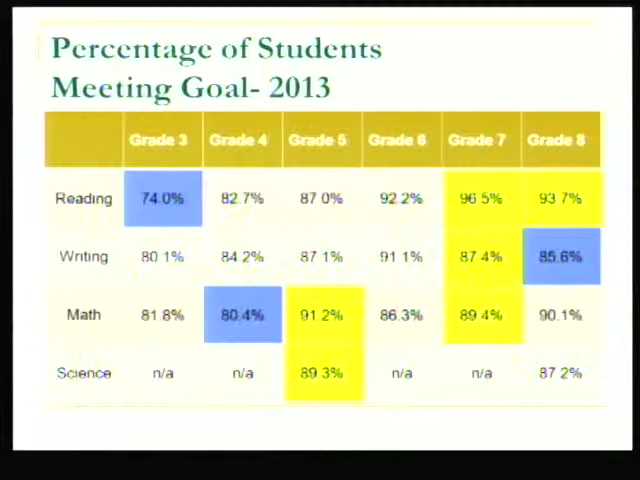 Percentage of Students
Meeting Goal- 2013
Grade 3 Grade 4 Grade 5 Grade 6 Grade 7 Grade 8
Reading 74.0% 82.7% 87.0% 92.2% 96.5% 93.7%
Writing 80.1% 84.2% 87.1% 91.1% 87.4% 85.6%
Math 81.8% 80.4% 91.2% 86.3% 89.4% 90.1%
Science n/a n/a 89.3% n/a n/a 87.2%